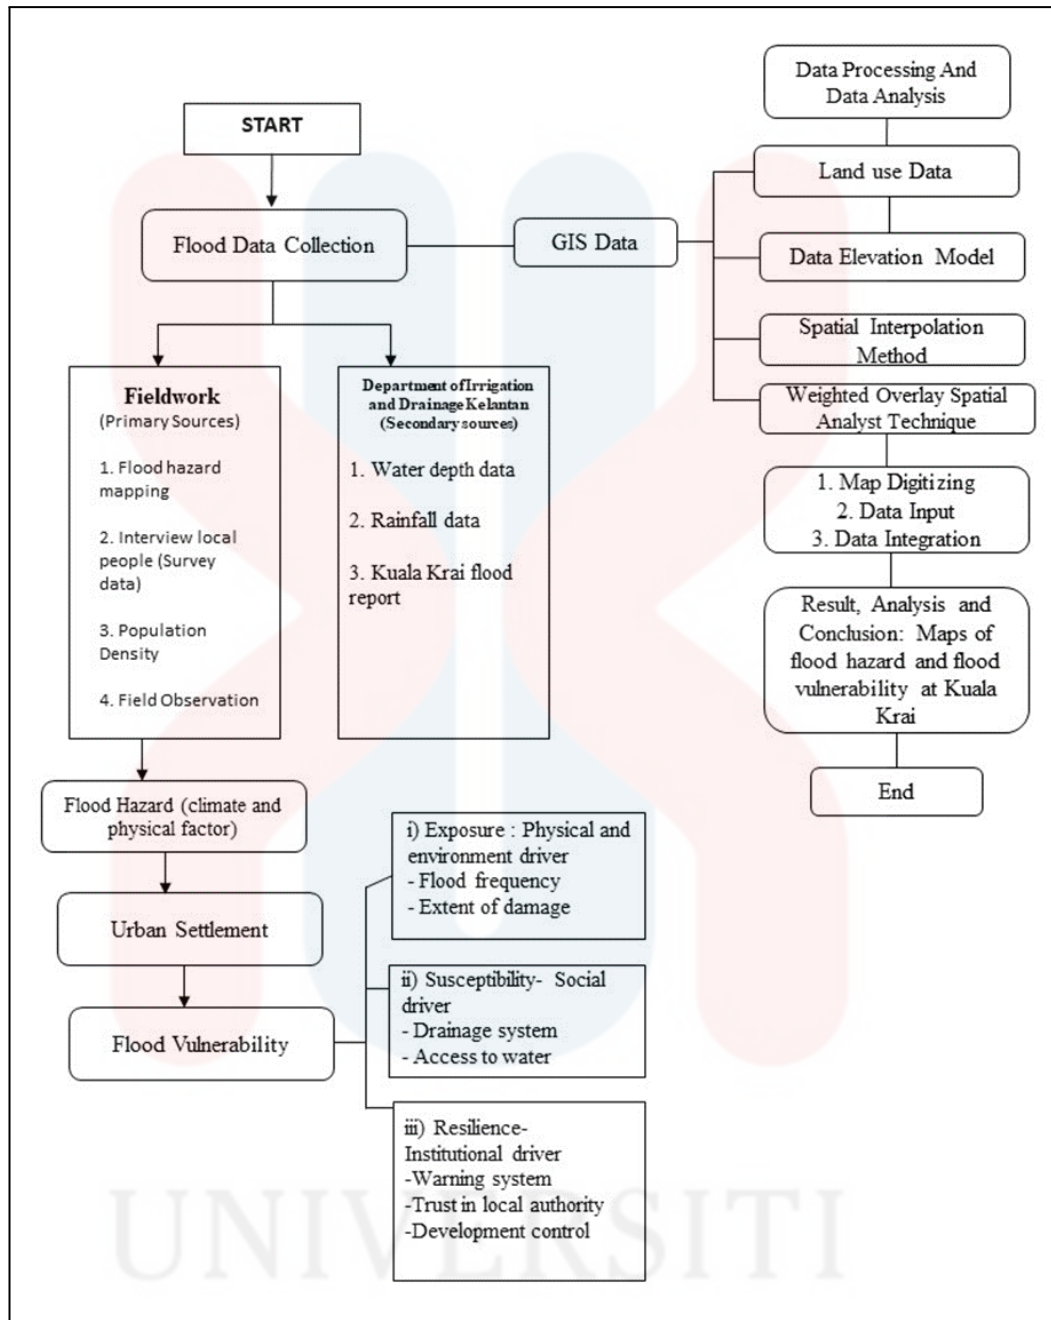 START
Flood Data Collection
GIS Data
Data Processing And
Data Analysis
Land use Data
Data Elevation Model
Spatial Interpolation
Method
Weighted Overlay Spatial
Analyst Technique
1. Map Digitizing
2. Data Input
3. Data Integration
Result, Analysis and
Conclusion: Maps of
flood hazard and flood
vulnerability at Kuala
Krai
End
Fieldwork
(Primary Sources)
1. Flood hazard
mapping
2. Interview local
people (Survey
data)
3. Population
Density
4. Field Observation
Department of Irrigation
and Drainage Kelantan
(Secondary sources)
1. Water depth data
2. Rainfall data
3. Kuala Krai flood
report
Flood Hazard (climate and
physical factor)
Urban Settlement
Flood Vulnerability
i) Exposure : Physical and
environment driver
- Flood frequency
- Extent of damage
ii) Susceptibility- Social
driver
- Drainage system
- Access to water
iii) Resilience-
Institutional driver
-Warning system
-Trust in local authority
-Development control
UNIVERSITI